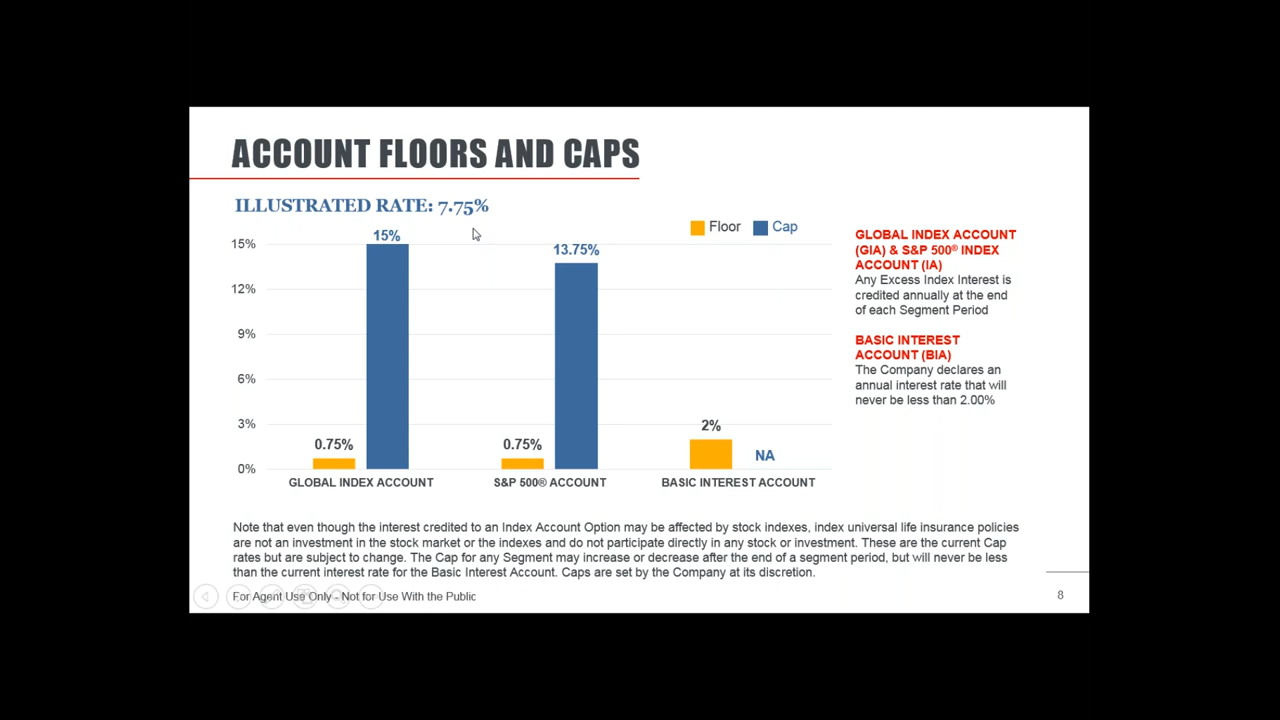 ACCOUNT FLOORS AND CAPS
ILLUSTRATED RATE: 7.75%
Floor Cap
15%
12%
9%
6%
3%
0%
15%
13.75%
0.75%
0.75%
2%
NA
GLOBAL INDEX ACCOUNT
S&P 500® ACCOUNT
BASIC INTEREST ACCOUNT
GLOBAL INDEX ACCOUNT
(GIA) & S&P 500® INDEX
ACCOUNT (IA)
Any Excess Index Interest is
credited annually at the end
of each Segment Period
BASIC INTEREST
ACCOUNT (BIA)
The Company declares an
annual interest rate that will
never be less than 2.00%
Note that even though the interest credited to an Index Account Option may be affected by stock indexes, index universal life insurance policies
are not an investment in the stock market or the indexes and do not participate directly in any stock or investment. These are the current Cap
rates but are subject to change. The Cap for any Segment may increase or decrease after the end of a segment period, but will never be less
than the current interest rate for the Basic Interest Account. Caps are set by the Company at its discretion.
For Agent Use Only - Not for Use With the Public
8